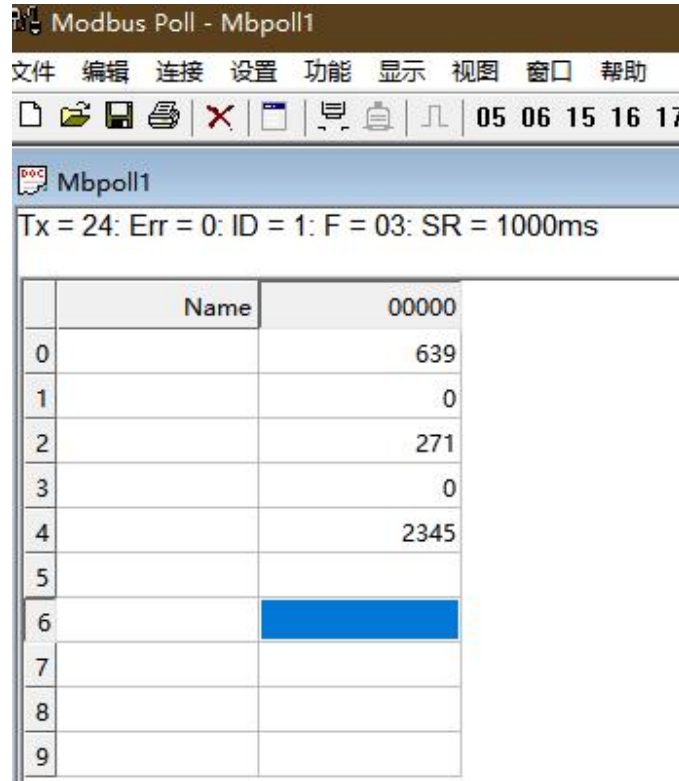 Modbus Poll - Mbpoll1
文件 编辑 连接 设置 功能 显示 视图 窗口 帮助
05 06 15 16 17
Mbpoll1
Tx = 24: Err = 0: ID = 1: F = 03: SR = 1000ms
Name 00000
0 639
1 0
2 271
3 0
4 2345
5
6
7
8
9